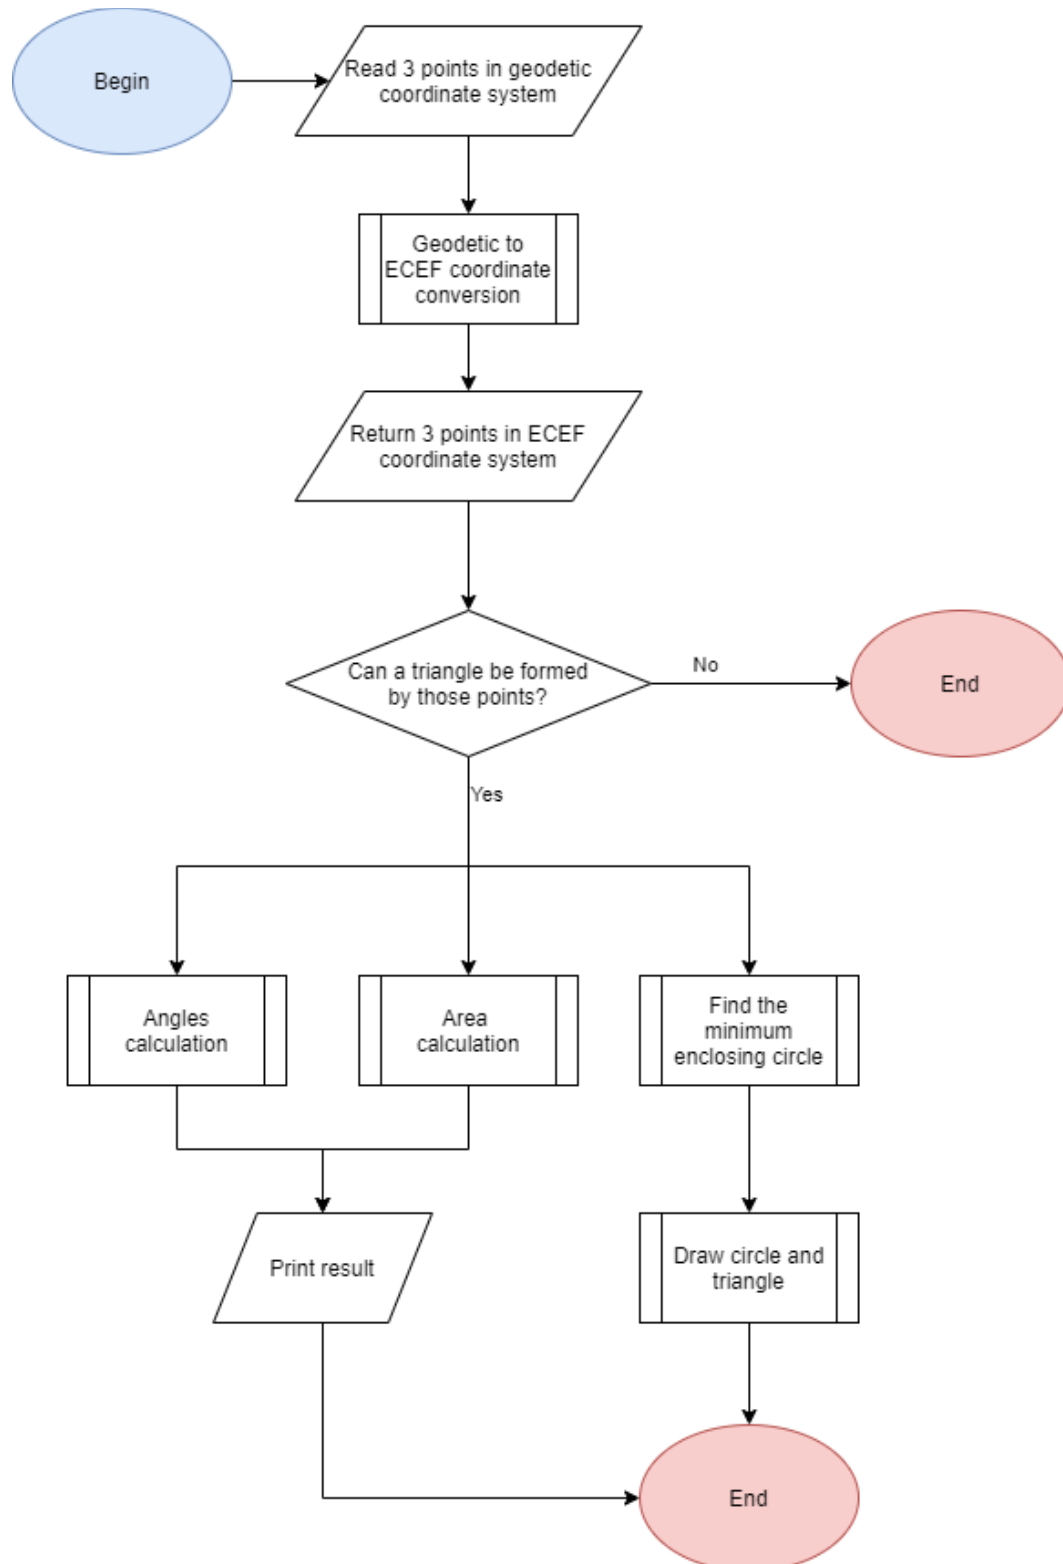 Begin
Read 3 points in geodetic
coordinate system
Geodetic to
ECEF coordinate
conversion
Return 3 points in ECEF
coordinate system
Can a triangle be formed
by those points?
No
End
Yes
Angles
calculation
Area
calculation
Find the
minimum
enclosing circle
Print result
Draw circle and
triangle
End